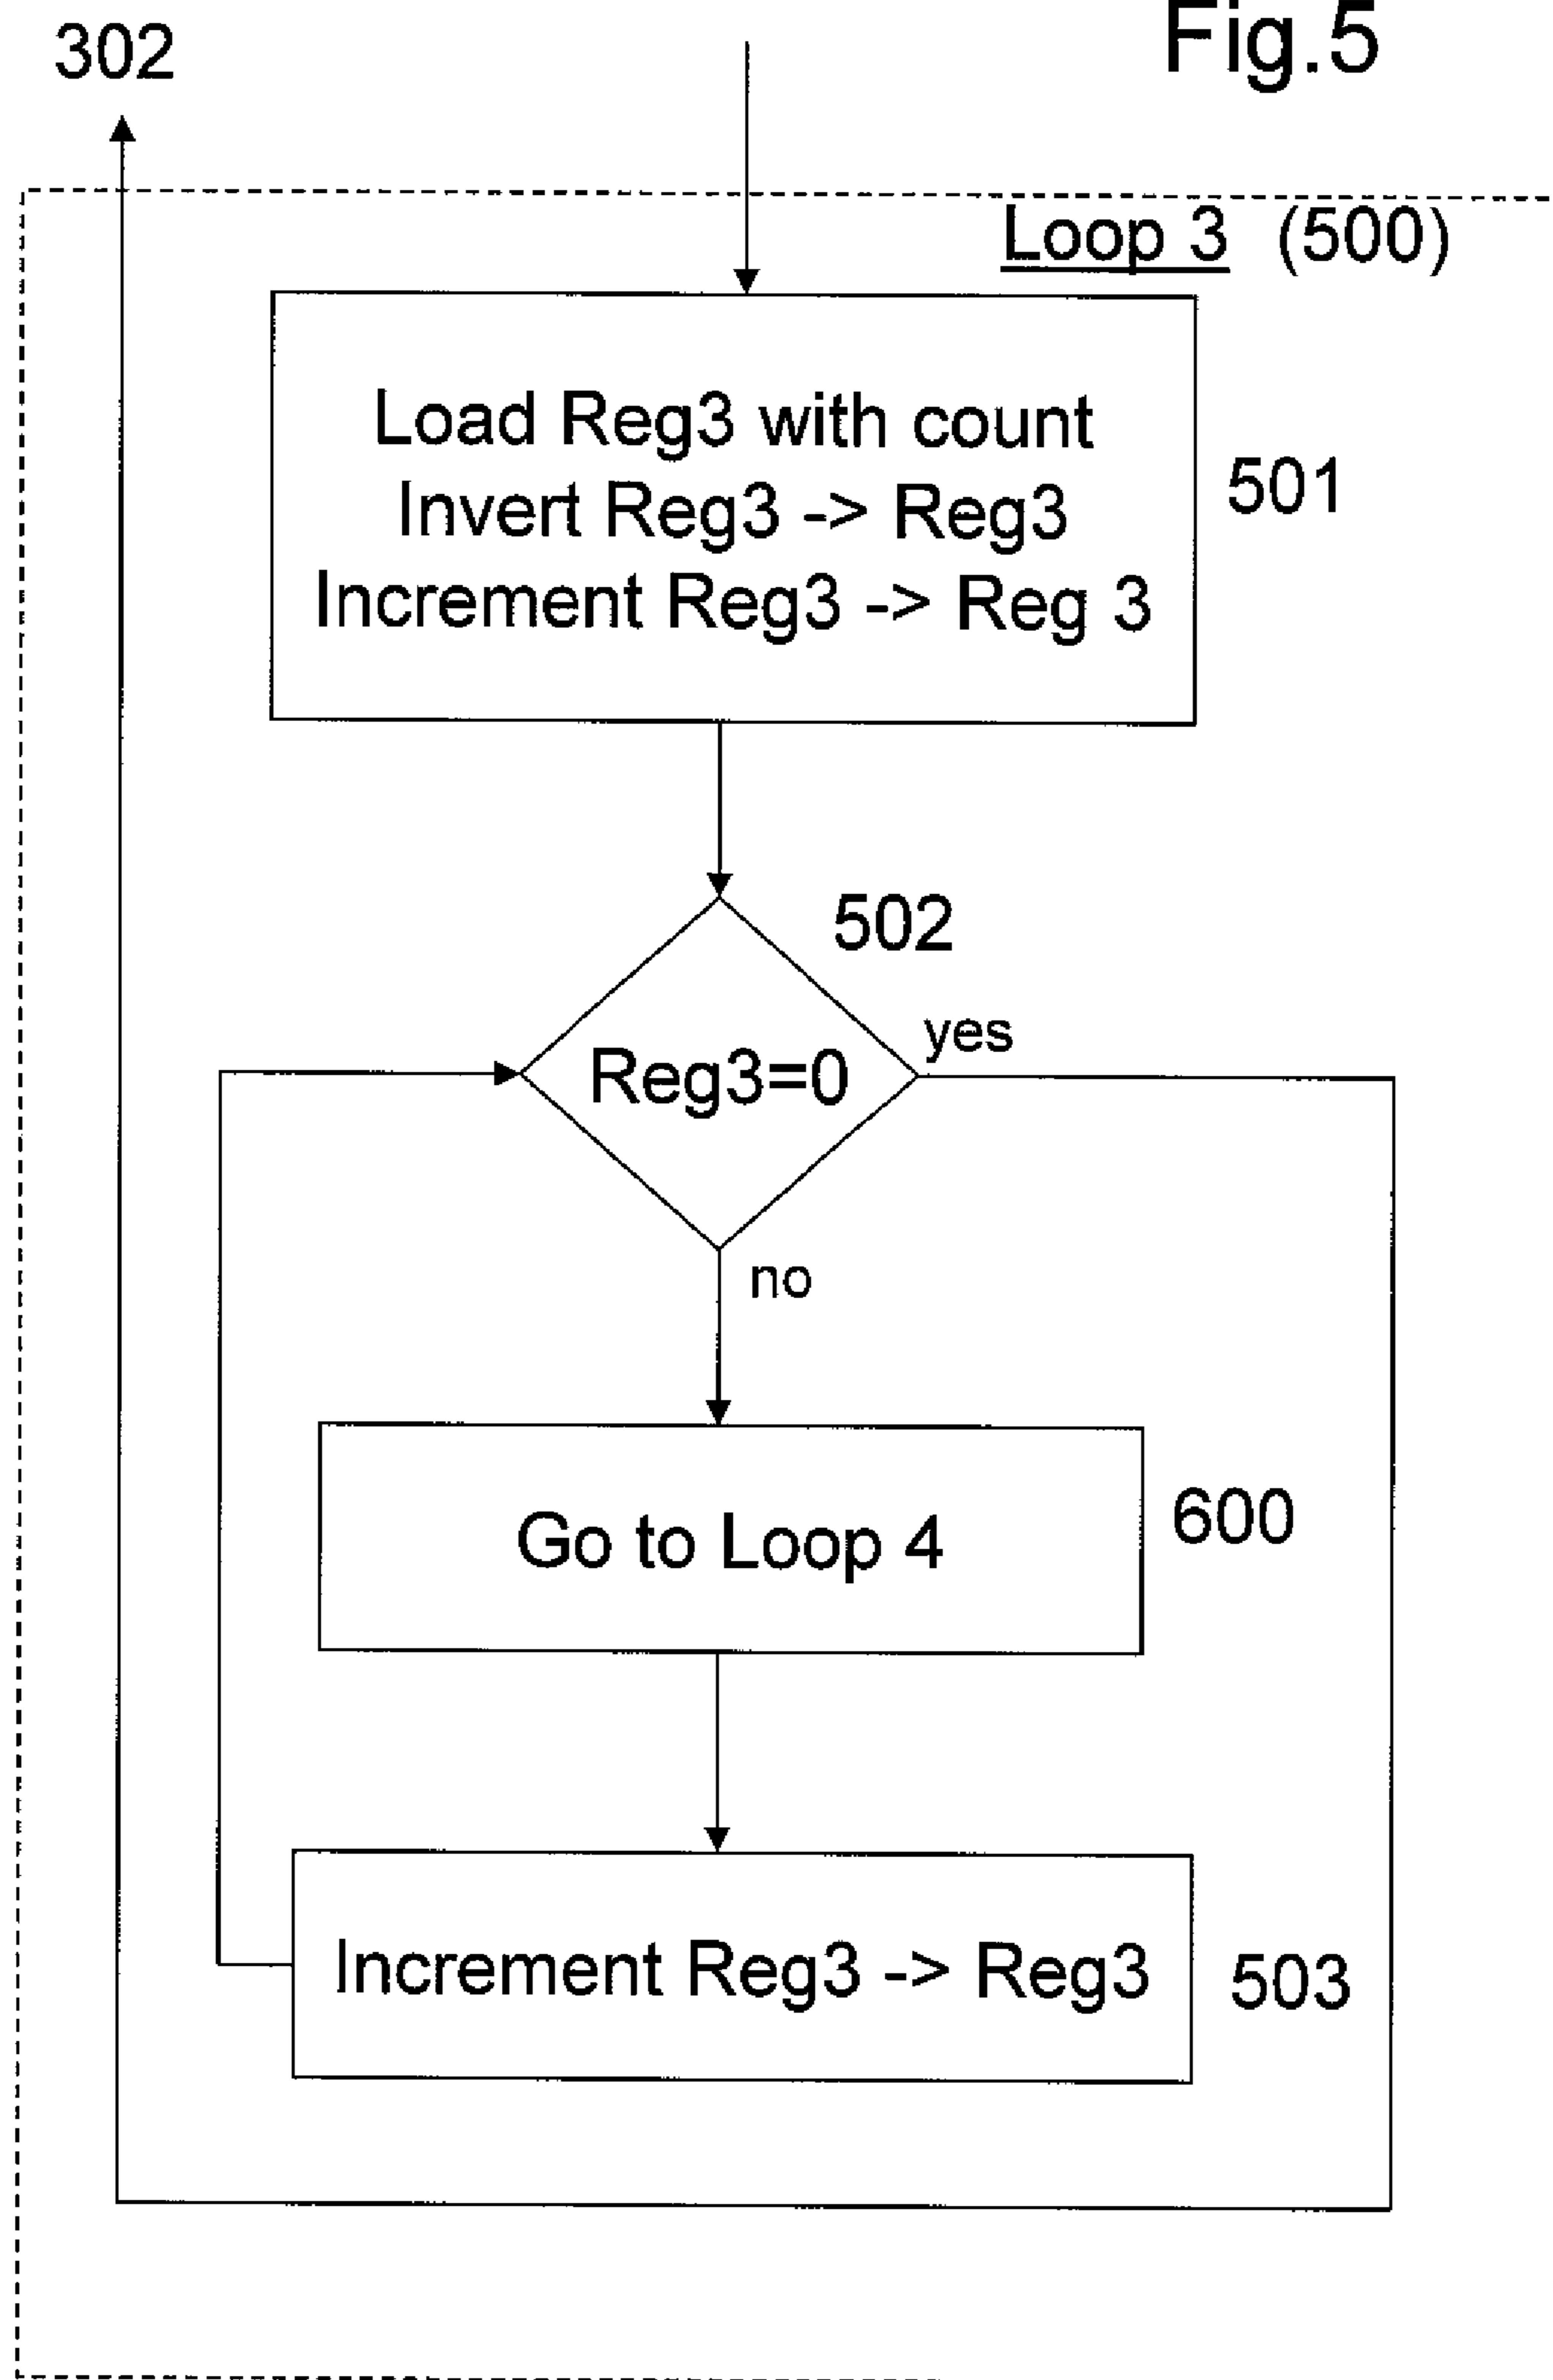 Fig.5
302
Loop 3 (500)
Load Reg3 with count
Invert Reg3 -> Reg3
Increment Reg3 -> Reg 3
501
502
Reg3=0
yes
no
Go to Loop 4
600
Increment Reg3 -> Reg3
503